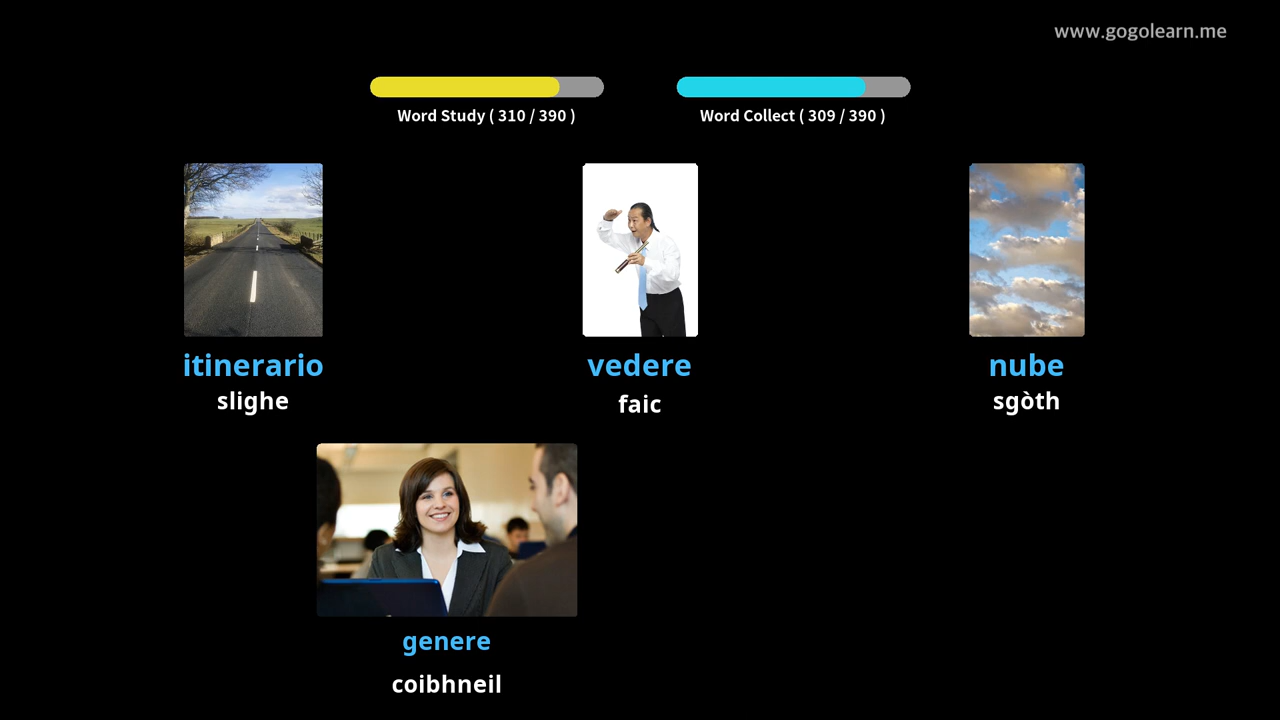 www.gogolearn.me
Word Study ( 310 / 390 )
Word Collect ( 309 / 390 )
itinerario
slighe
vedere
faic
nube
sgòth
genere
coibhneil